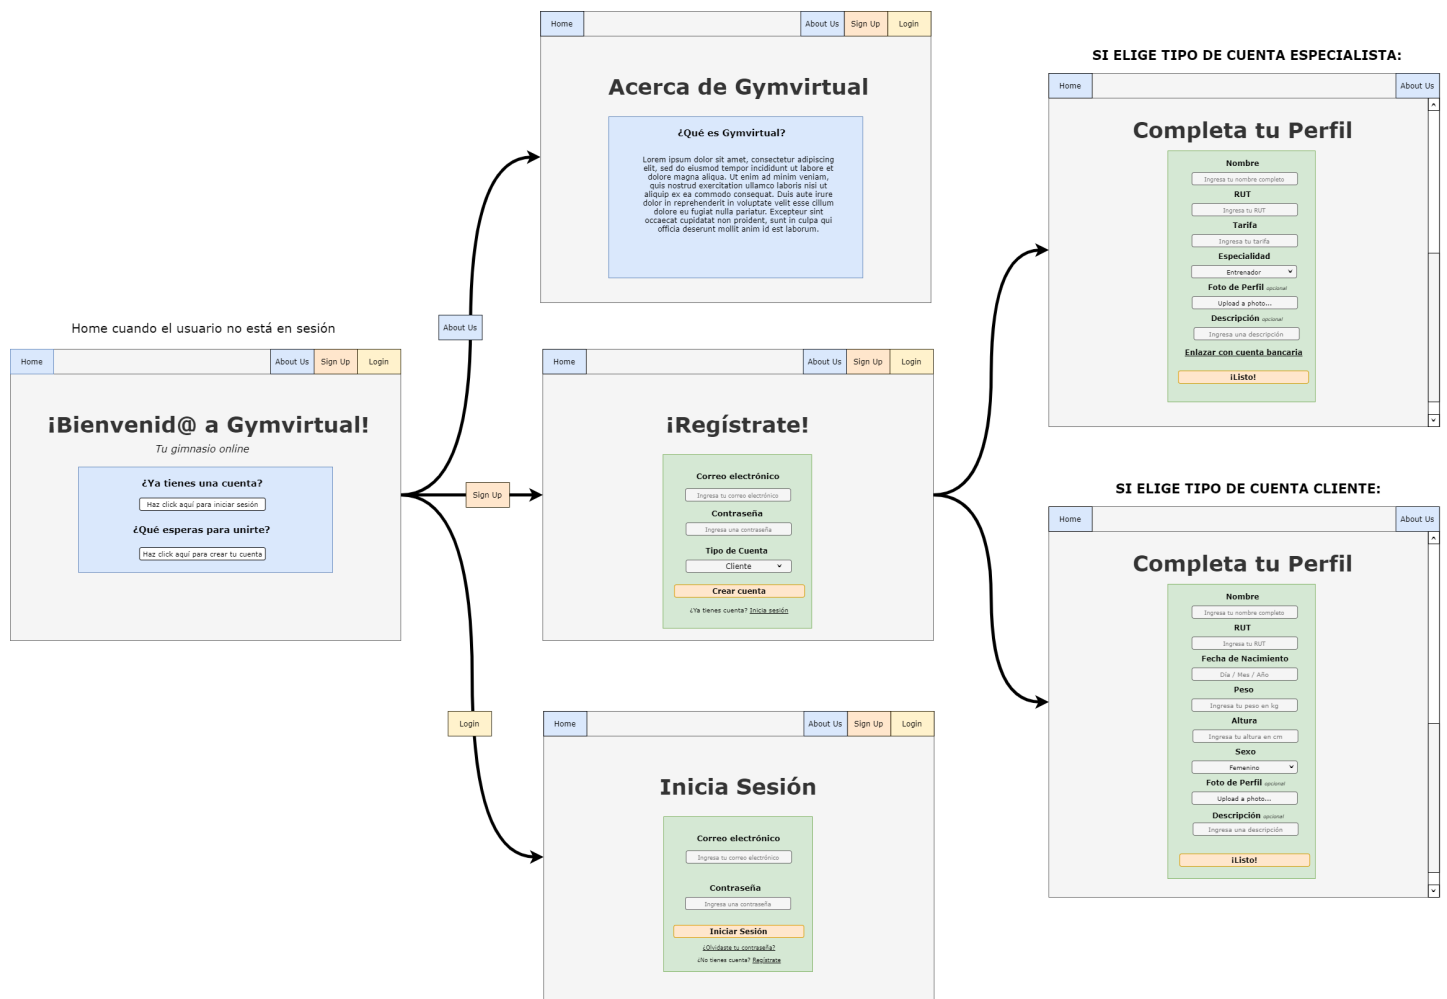 Home cuando el usuario no está en sesión
Home
About Us
Sign Up
Login
¡Bienvenid@ a Gymvirtual!
Tu gimnasio online
¿Ya tienes una cuenta?
Haz click aquí para iniciar sesión
¿Qué esperas para unirte?
Haz click aquí para crear tu cuenta
About Us
Sign Up
Login
Home
About Us
Sign Up
Login
Acerca de Gymvirtual
¿Qué es Gymvirtual?
Lorem ipsum dolor sit amet, consectetur adipiscing
elit, sed do eiusmod tempor incididunt ut labore et
dolore magna aliqua. Ut enim ad minim veniam,
quis nostrud exercitation ullamco laboris nisi ut
aliquip ex ea commodo consequat. Duis aute irure
dolor in reprehenderit in voluptate velit esse cillum
dolore eu fugiat nulla pariatur. Excepteur sint
occaecat cupidatat non proident, sunt in culpa qui
officia deserunt mollit anim id est laborum.
Home
About Us
Sign Up
Login
¡Regístrate!
Correo electrónico
Ingresa tu correo electrónico
Contraseña
Ingresa una contraseña
Tipo de Cuenta
Cliente
Crear cuenta
¿Ya tienes cuenta? Inicia sesión
Home
About Us
Sign Up
Login
Inicia Sesión
Correo electrónico
Ingresa tu correo electrónico
Contraseña
Ingresa una contraseña
Iniciar Sesión
¿Olvidaste tu contraseña?
¿No tienes cuenta? Regístrate
SI ELIGE TIPO DE CUENTA ESPECIALISTA:
Home
About Us
Completa tu Perfil
Nombre
Ingresa tu nombre completo
RUT
Ingresa tu RUT
Tarifa
Ingresa tu tarifa
Especialidad
Entrenador
Foto de Perfil opcional
Upload a photo...
Descripción opcional
Ingresa una descripción
Enlazar con cuenta bancaria
¡Listo!
SI ELIGE TIPO DE CUENTA CLIENTE:
Home
About Us
Completa tu Perfil
Nombre
Ingresa tu nombre completo
RUT
Ingresa tu RUT
Fecha de Nacimiento
Día / Mes / Año
Peso
Ingresa tu peso en kg
Altura
Ingresa tu altura en cm
Sexo
Femenino
Foto de Perfil opcional
Upload a photo...
Descripción opcional
Ingresa una descripción
¡Listo!